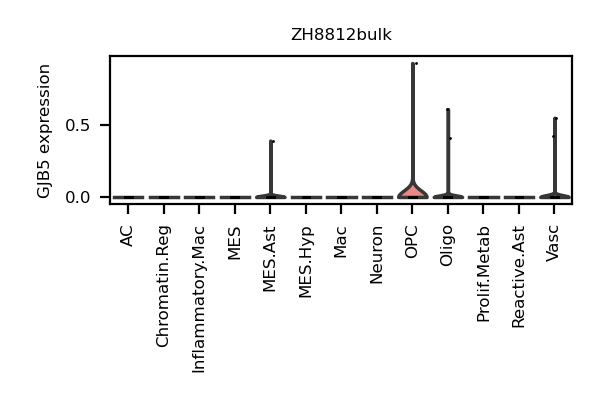 ZH8812bulk
GJB5 expression
0.5
0.0
AC
Chromatin.Reg
Inflammatory.Mac
MES
MES.Ast
MES.Hyp
Mac
Neuron
OPC
Oligo
Prolif.Metab
Reactive.Ast
Vasc